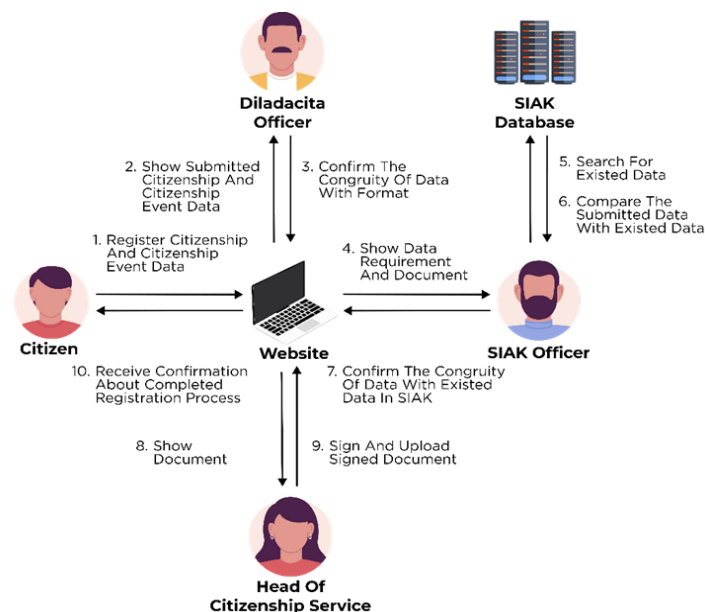 Diladacita
Officer
SIAK
Database
2. Show Submitted
Citizenship And
Citizenship
Event Data
3. Confirm The
Congruity Of Data
With Format
5. Search For
Existed Data
6. Compare The
Submitted Data
With Existed Data
1. Register Citizenship
And Citizenship
Event Data
4. Show Data
Requirement
And Document
Citizen
Website
SIAK Officer
10. Receive Confirmation
About Completed
Registration Process
7. Confirm The Congruity
Of Data With Existed
Data In SIAK
8. Show
Document
9. Sign And Upload
Signed Document
Head Of
Citizenship Service